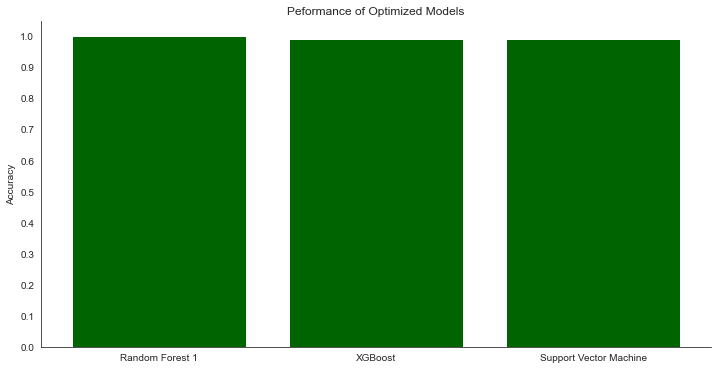 Peformance of Optimized Models
Accuracy
1.0
0.9
0.8
0.7
0.6
0.5
0.4
0.3
0.2
0.1
0.0
Random Forest 1
XGBoost
Support Vector Machine